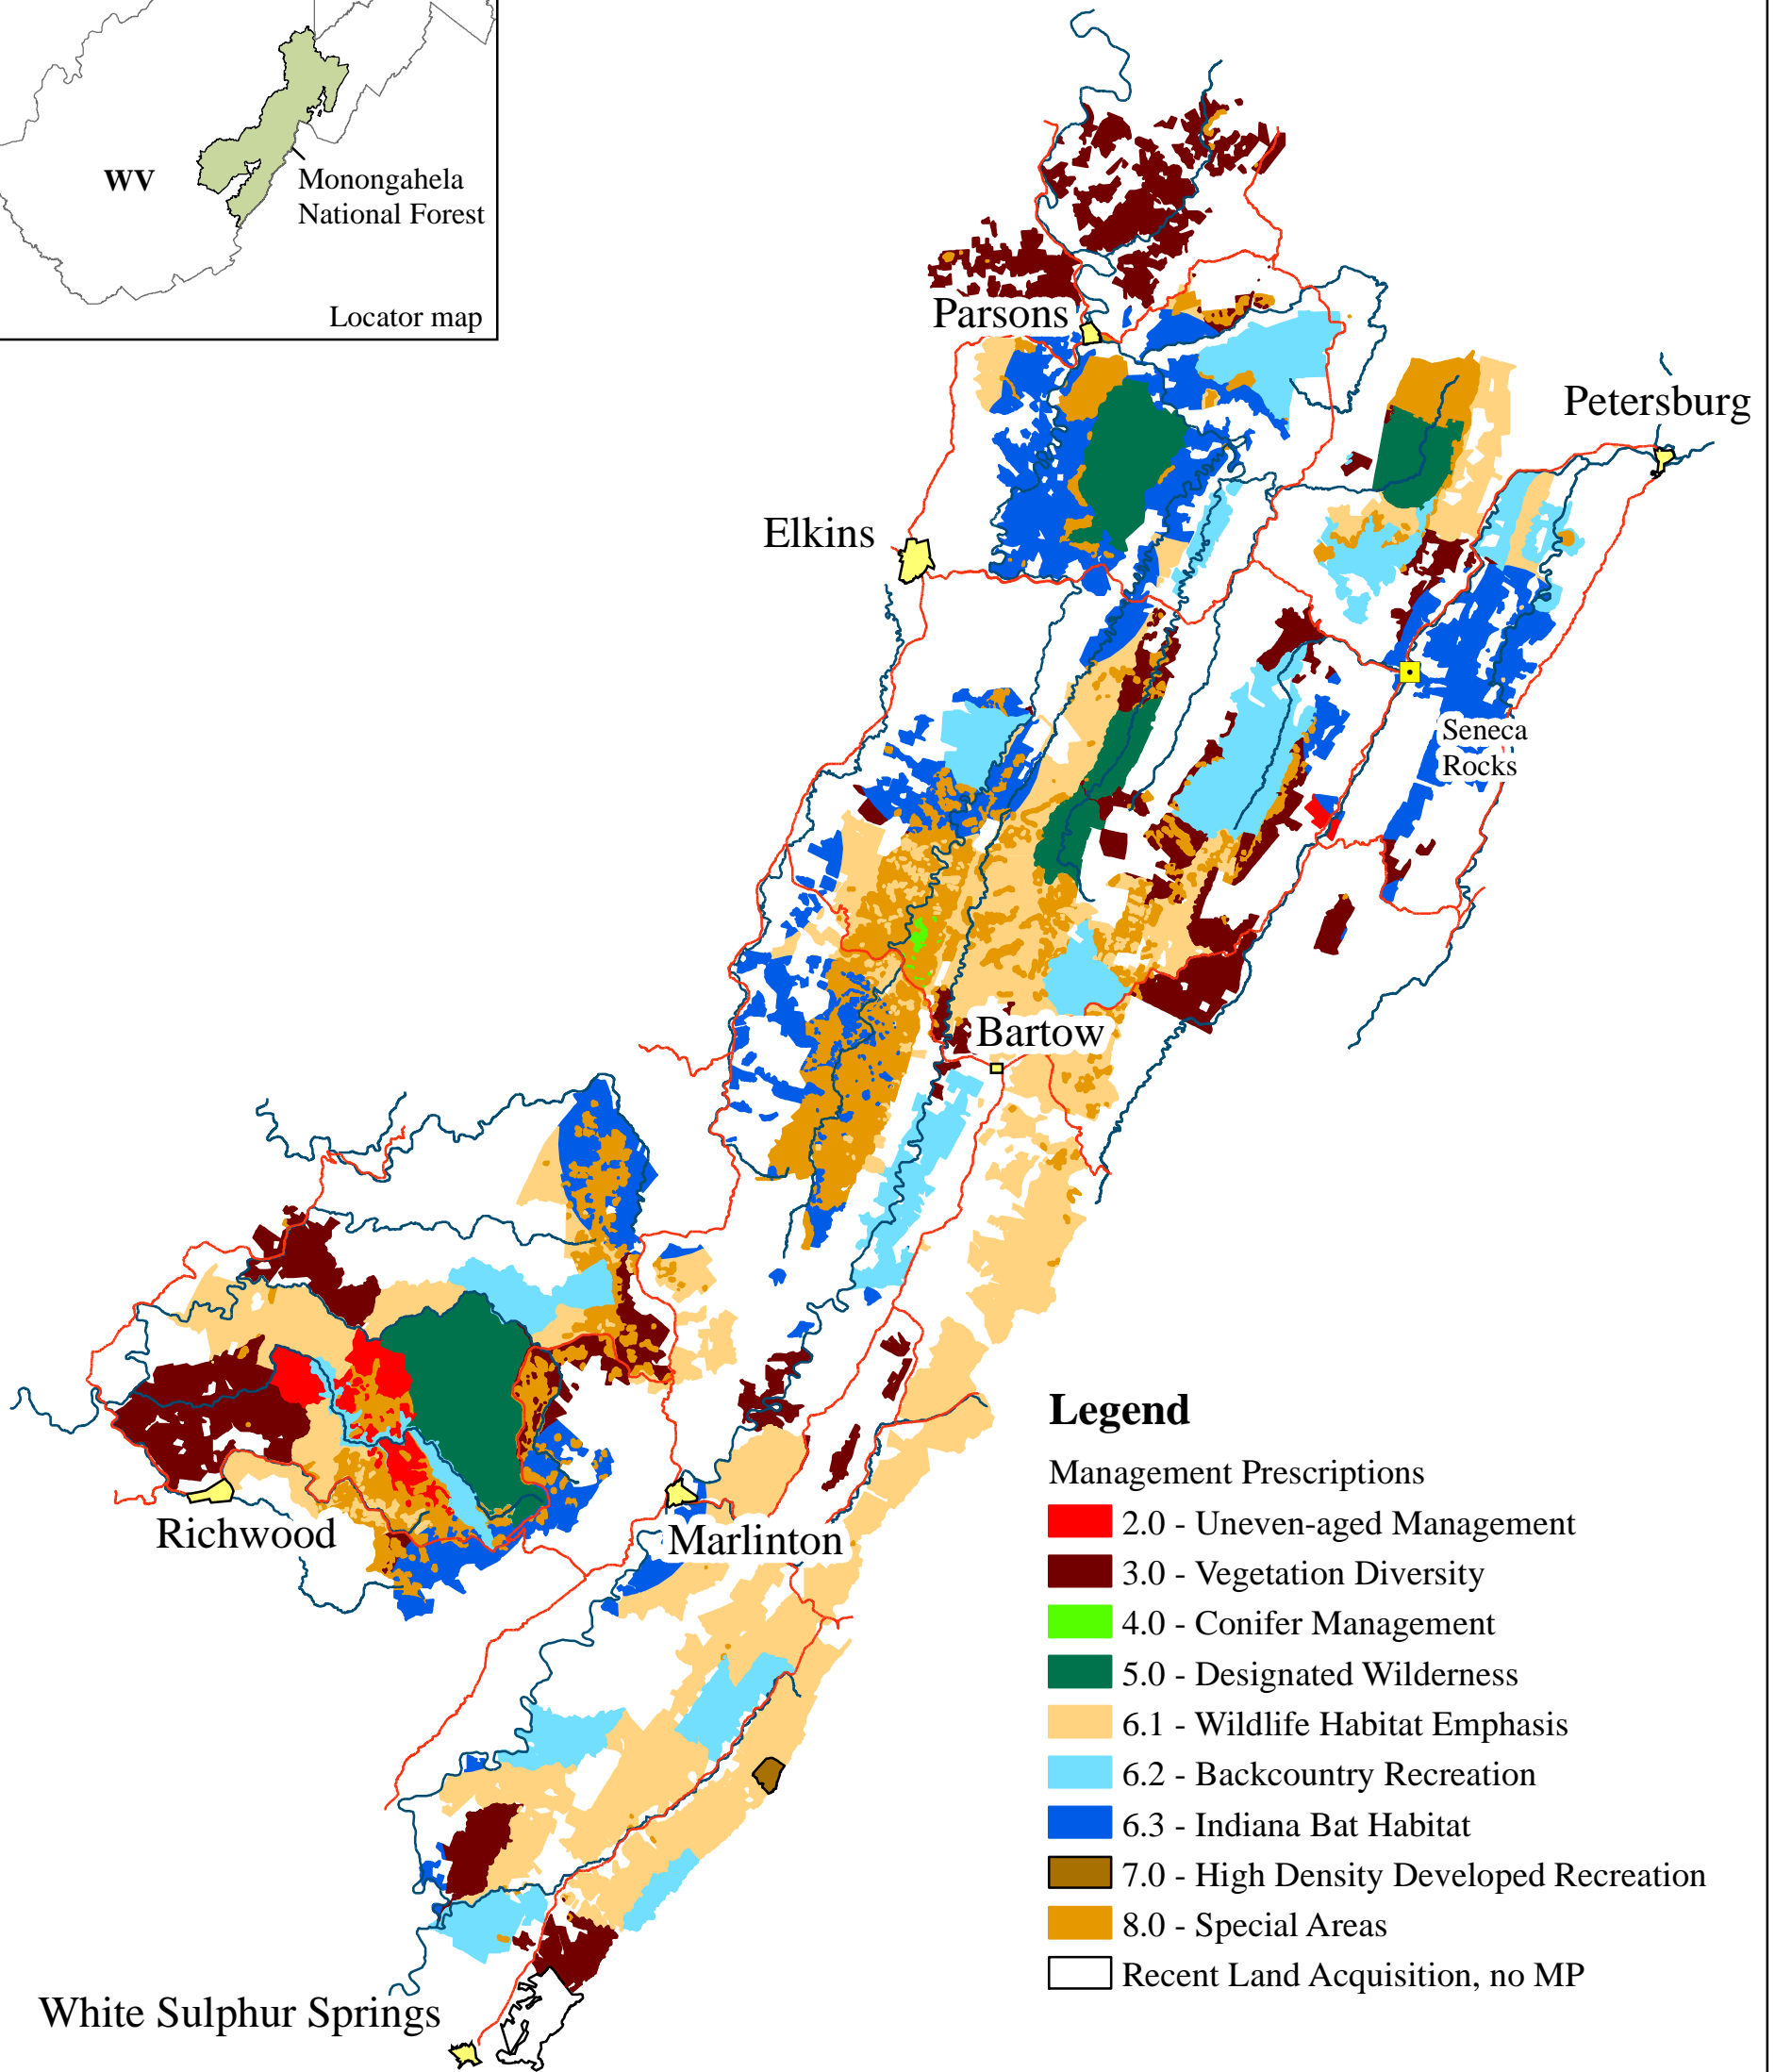 WV
Monongahela
National Forest
Locator map
Parsons
Petersburg
Elkins
Seneca
Rocks
Bartow
Richwood
Marlinton
White Sulphur Springs
Legend
Management Prescriptions
2.0 - Uneven-aged Management
3.0 - Vegetation Diversity
4.0 - Conifer Management
5.0 - Designated Wilderness
6.1 - Wildlife Habitat Emphasis
6.2 - Backcountry Recreation
6.3 - Indiana Bat Habitat
7.0 - High Density Developed Recreation
8.0 - Special Areas
Recent Land Acquisition, no MP